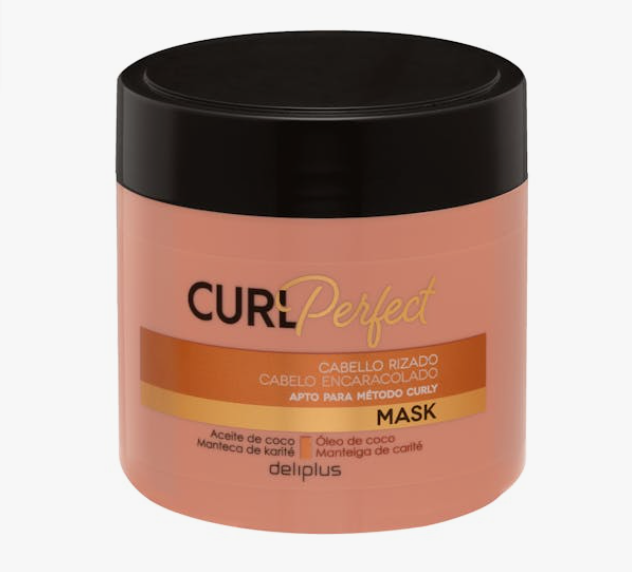 CURL Perfect
CABELLO RIZADO
CABELO ENCARACOLADO
APTO PARA MÉTODO CURLY
MASK
Aceite de coco
Manteca de karité
Óleo de coco
Manteiga de carité
deliplus